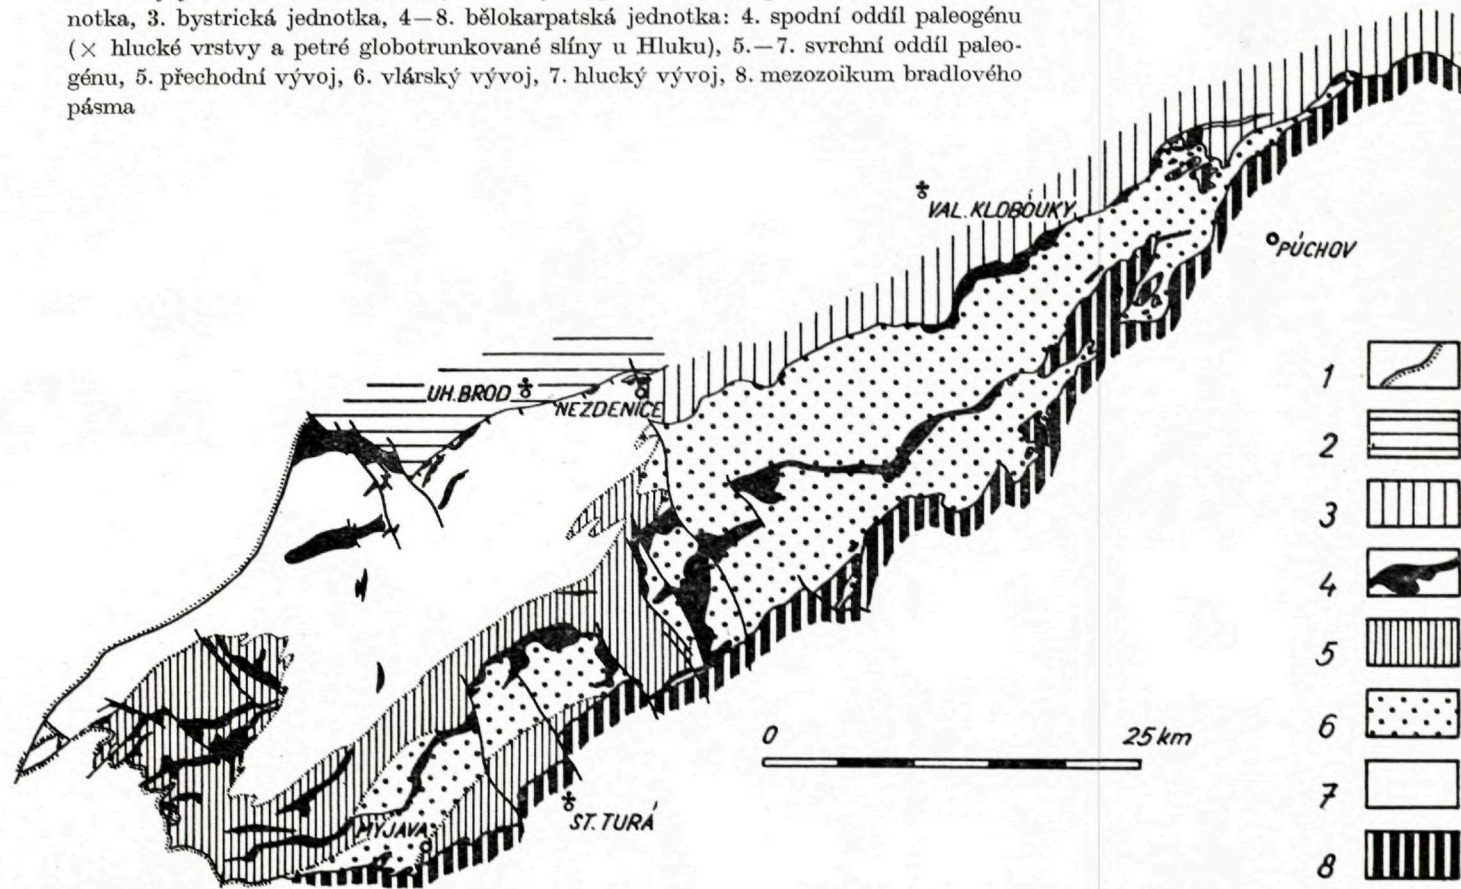 notka, 3. bystrická jednotka, 4—8. bělokarpatská jednotka: 4. spodní oddíl paleogénu
(× hlucké vrstvy a petré globotrunkované slíny u Hluku), 5.—7. svrchní oddíl paleo-
génu, 5. přechodní vývoj, 6. vlárský vývoj, 7. hlucký vývoj, 8. mezozoikum bradlového
pásma
VAL. KLOBOUKY
PÚCHOV
UH. BROD
NEZDENICE
1
2
3
4
5
6
7
8
0 25 km
ST. TURÁ
MYJAVA